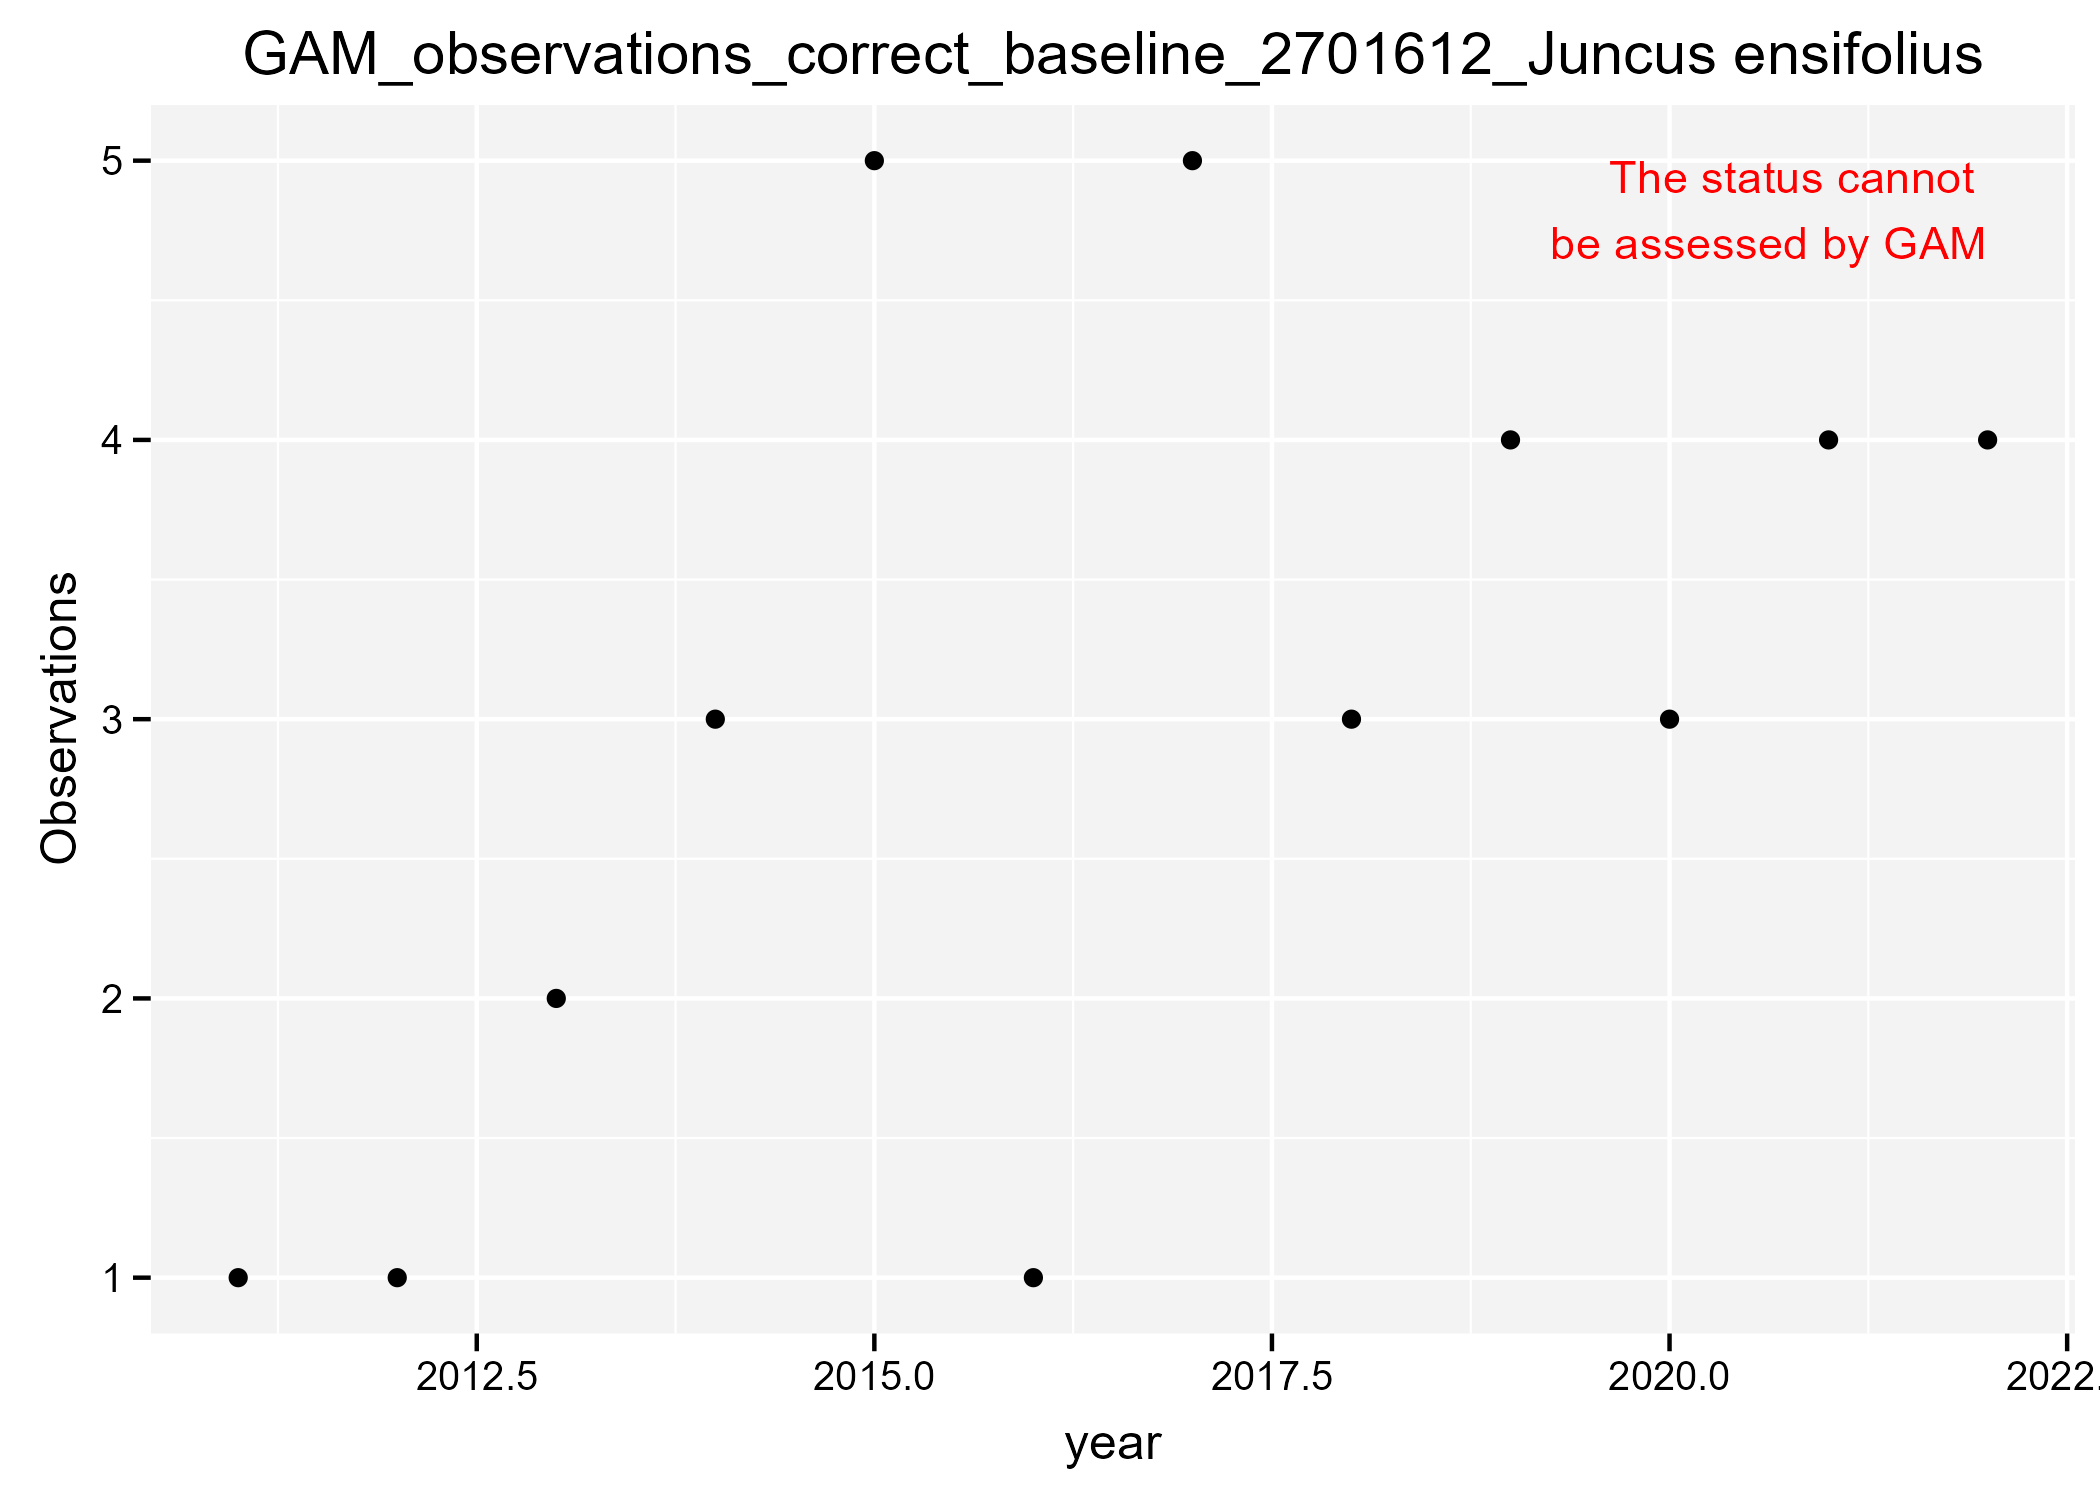 GAM_observations_correct_baseline_2701612_Juncus ensifolius
The status cannot
be assessed by GAM
Observations
5
4
3
2
1
2012.5
2015.0
2017.5
2020.0
2022.
year